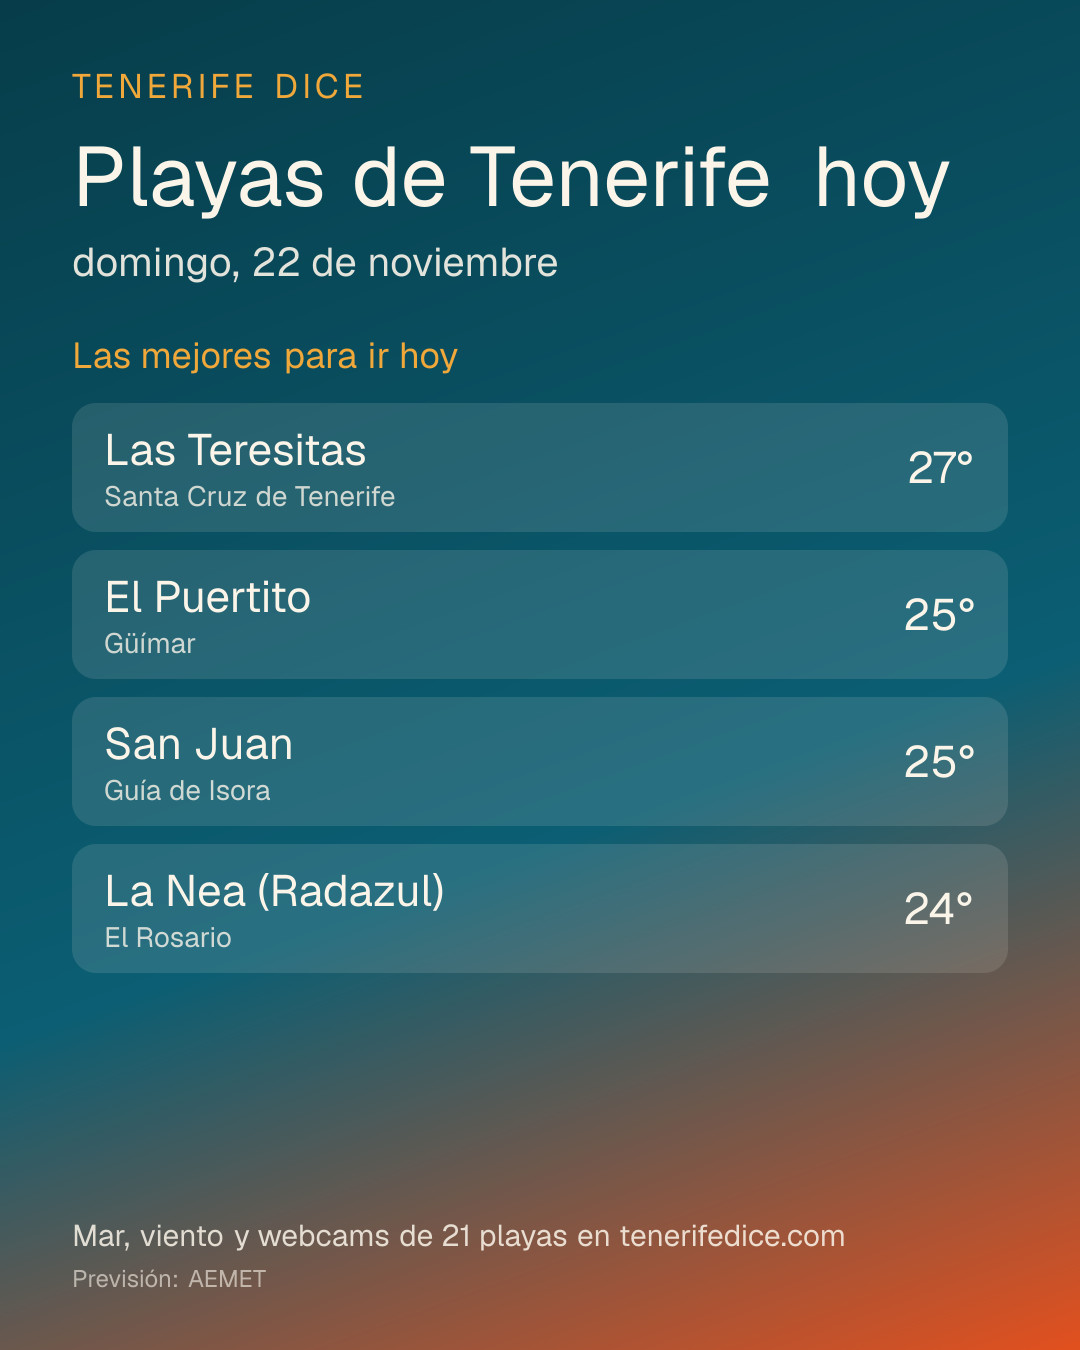 TENERIFE DICE
Playas de Tenerife hoy
domingo, 22 de noviembre
Las mejores para ir hoy
Las Teresitas
Santa Cruz de Tenerife
27°
El Puertito
Güímar
25°
San Juan
Guía de Isora
25°
La Nea (Radazul)
El Rosario
24°
Mar, viento y webcams de 21 playas en tenerifedice.com
Previsión: AEMET